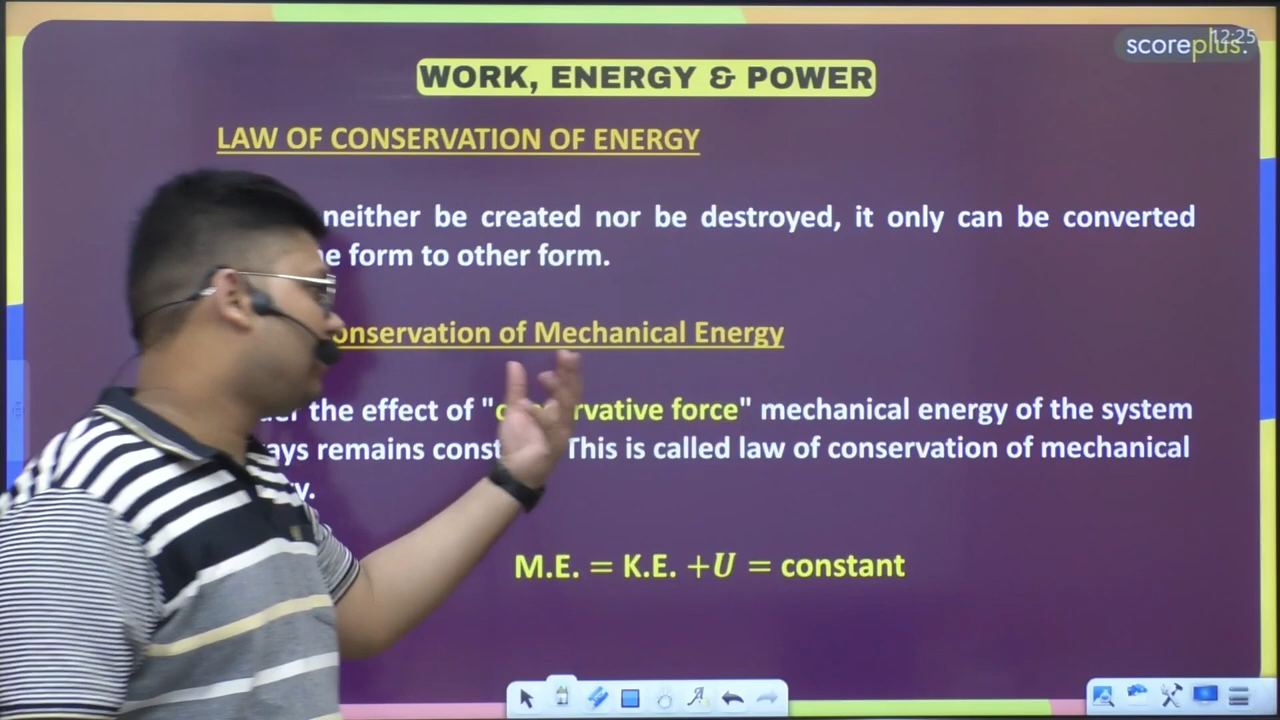 scoreplus.
12:25
WORK, ENERGY & POWER
LAW OF CONSERVATION OF ENERGY
neither be created nor be destroyed, it only can be converted
form to other form.
onservation of Mechanical Energy
the effect of "conservative force" mechanical energy of the system
remains const This is called law of conservation of mechanical
M.E. = K.E. +U = constant